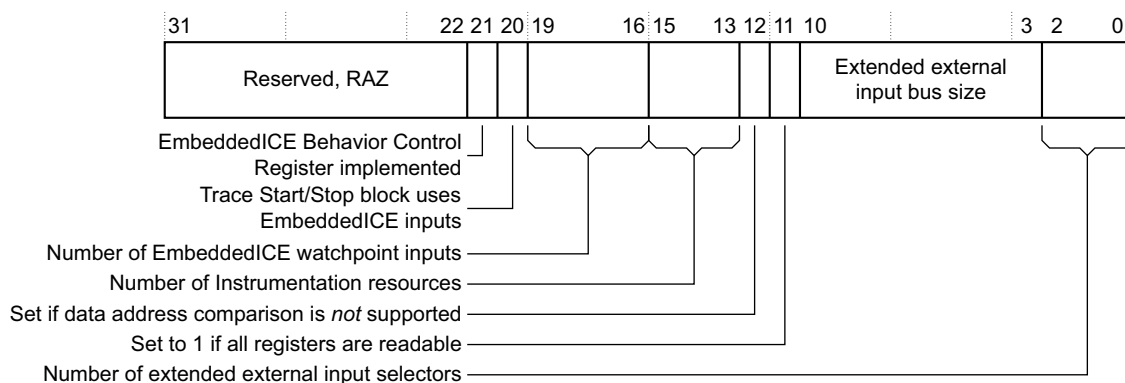 31 22 21 20 19 16 15 13 12 11 10 3 2 0
Reserved, RAZ
Extended external
input bus size
EmbeddedICE Behavior Control
Register implemented
Trace Start/Stop block uses
EmbeddedICE inputs
Number of EmbeddedICE watchpoint inputs
Number of Instrumentation resources
Set if data address comparison is not supported
Set to 1 if all registers are readable
Number of extended external input selectors